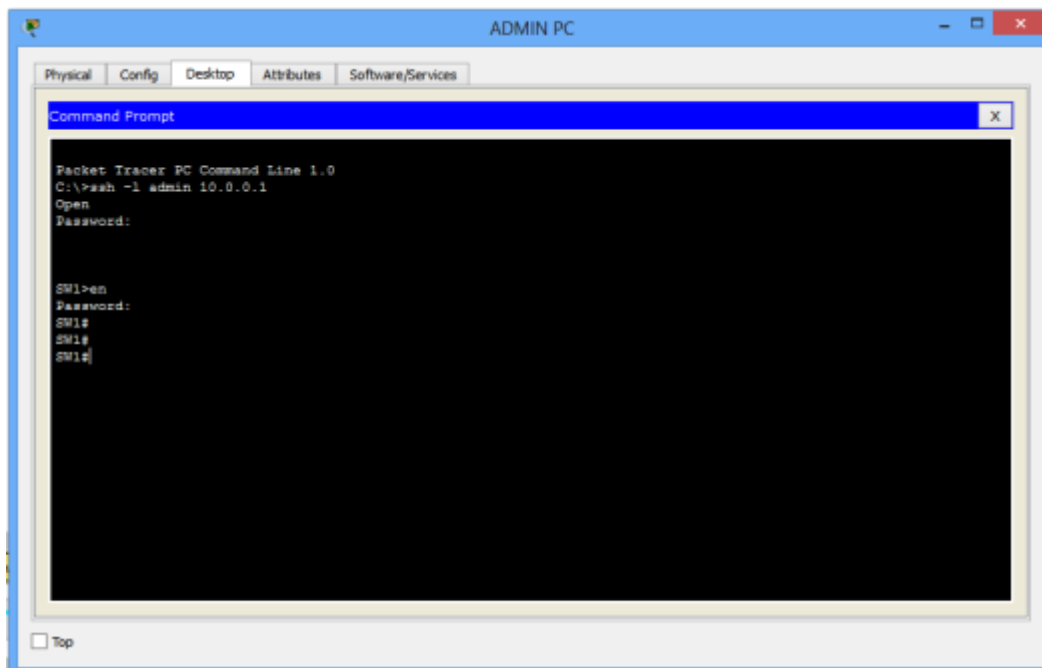 ADMIN PC
Physical Config Desktop Attributes Software/Services
Command Prompt X
Packet Tracer PC Command Line 1.0
C:\>ssh -l admin 10.0.0.1
Open
Password:
SW1>en
Password:
SW1#
SW1#
SW1#
Top